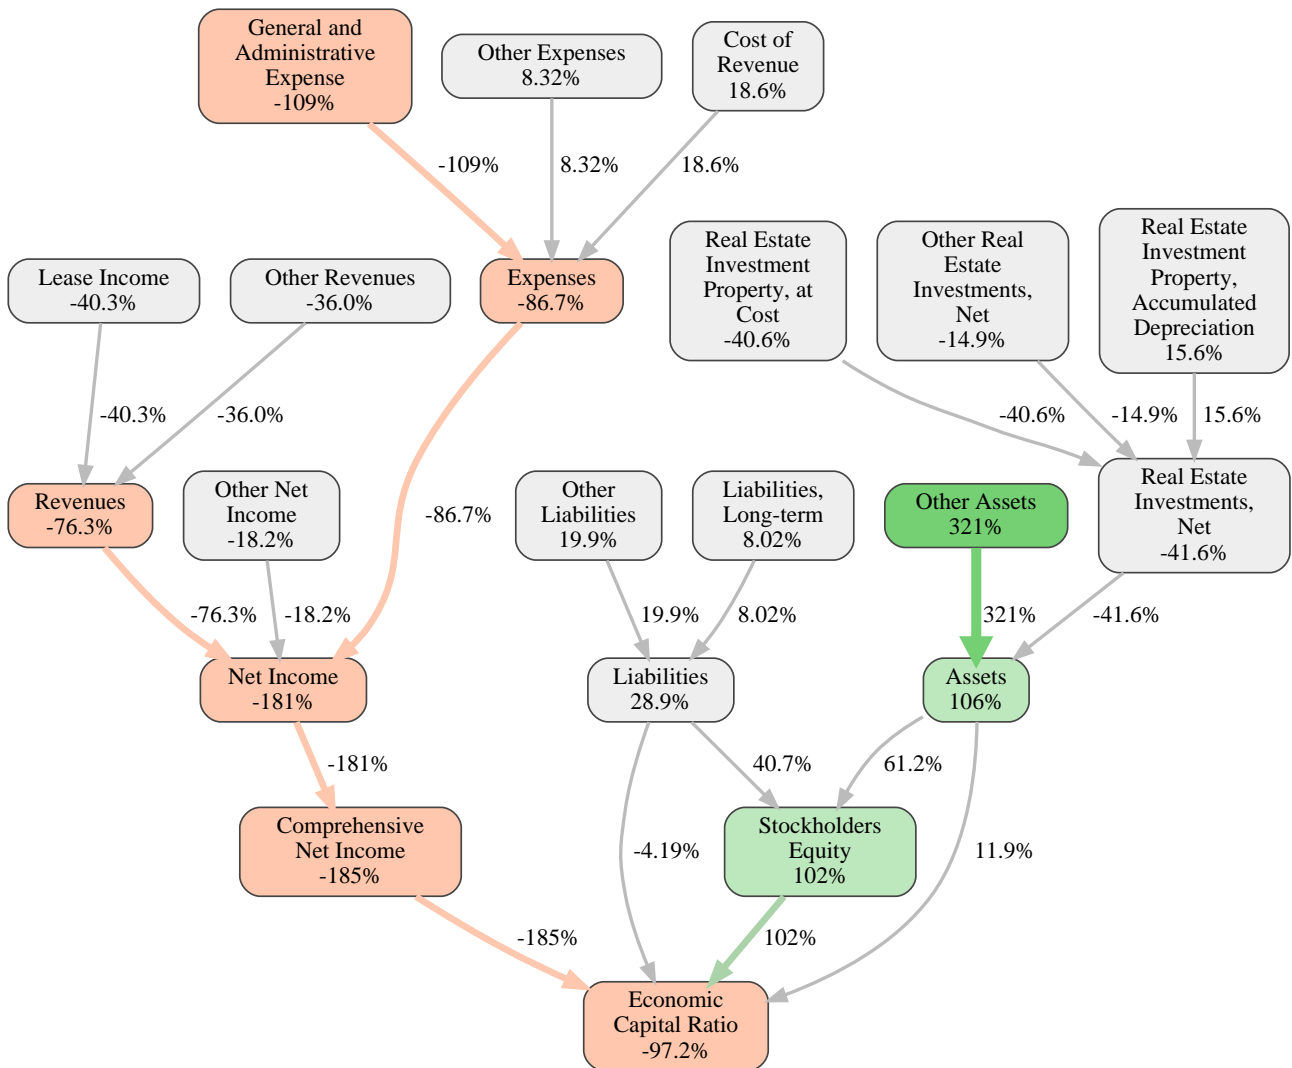 General and
Administrative
Expense
-109%
Other Expenses
8.32%
Cost of
Revenue
18.6%
-109%
8.32%
18.6%
Real Estate
Investment
Property, at
Cost
-40.6%
Other Real
Estate
Investments,
Net
-14.9%
Real Estate
Investment
Property,
Accumulated
Depreciation
15.6%
Lease Income
-40.3%
Other Revenues
-36.0%
Expenses
-86.7%
-40.3%
-36.0%
-40.6%
-14.9%
15.6%
Revenues
-76.3%
Other Net
Income
-18.2%
-86.7%
Other
Liabilities
19.9%
Liabilities,
Long-term
8.02%
Other Assets
321%
Real Estate
Investments,
Net
-41.6%
-76.3%
-18.2%
19.9%
8.02%
321%
-41.6%
Net Income
-181%
Liabilities
28.9%
Assets
106%
-181%
40.7%
61.2%
Comprehensive
Net Income
-185%
-4.19%
Stockholders
Equity
102%
11.9%
-185%
102%
Economic
Capital Ratio
-97.2%